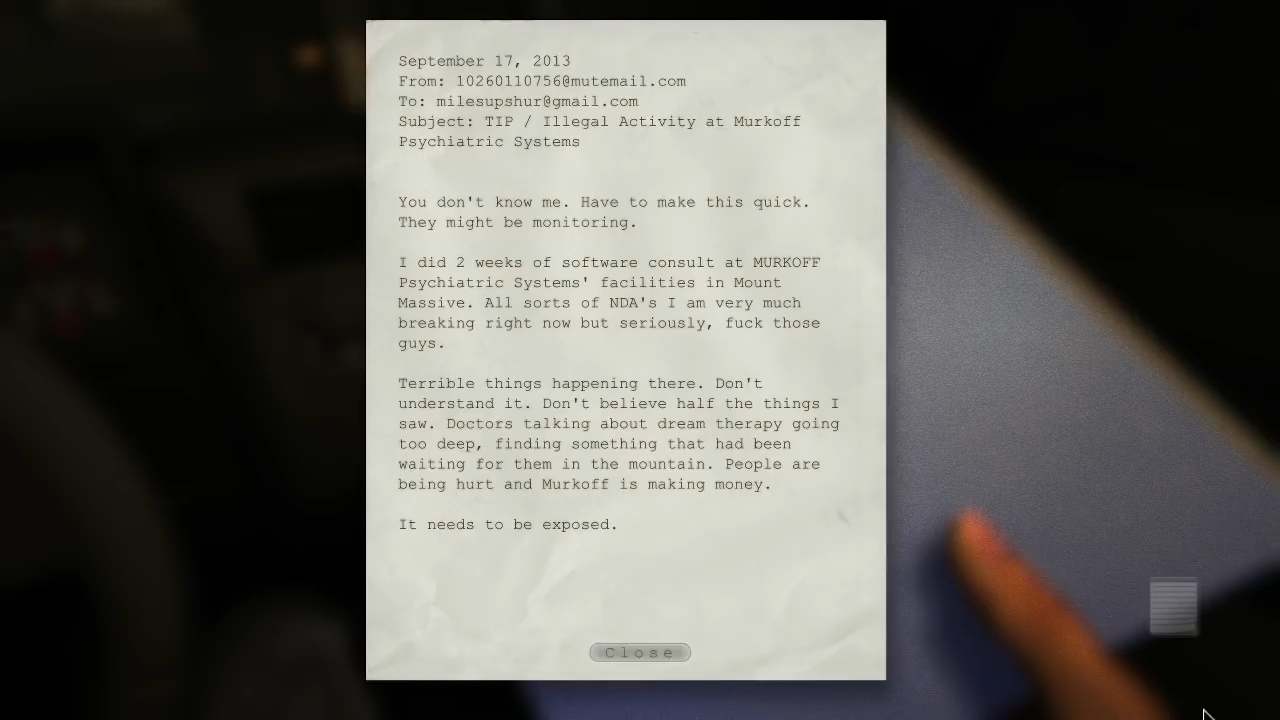 September 17, 2013
From: 10260110756@mutemail.com
To: milesupshur@gmail.com
Subject: TIP / Illegal Activity at Murkoff
Psychiatric Systems
You don't know me. Have to make this quick.
They might be monitoring.
I did 2 weeks of software consult at MURKOFF
Psychiatric Systems' facilities in Mount
Massive. All sorts of NDA's I am very much
breaking right now but seriously, fuck those
guys.
Terrible things happening there. Don't
understand it. Don't believe half the things I
saw. Doctors talking about dream therapy going
too deep, finding something that had been
waiting for them in the mountain. People are
being hurt and Murkoff is making money.
It needs to be exposed.
Close